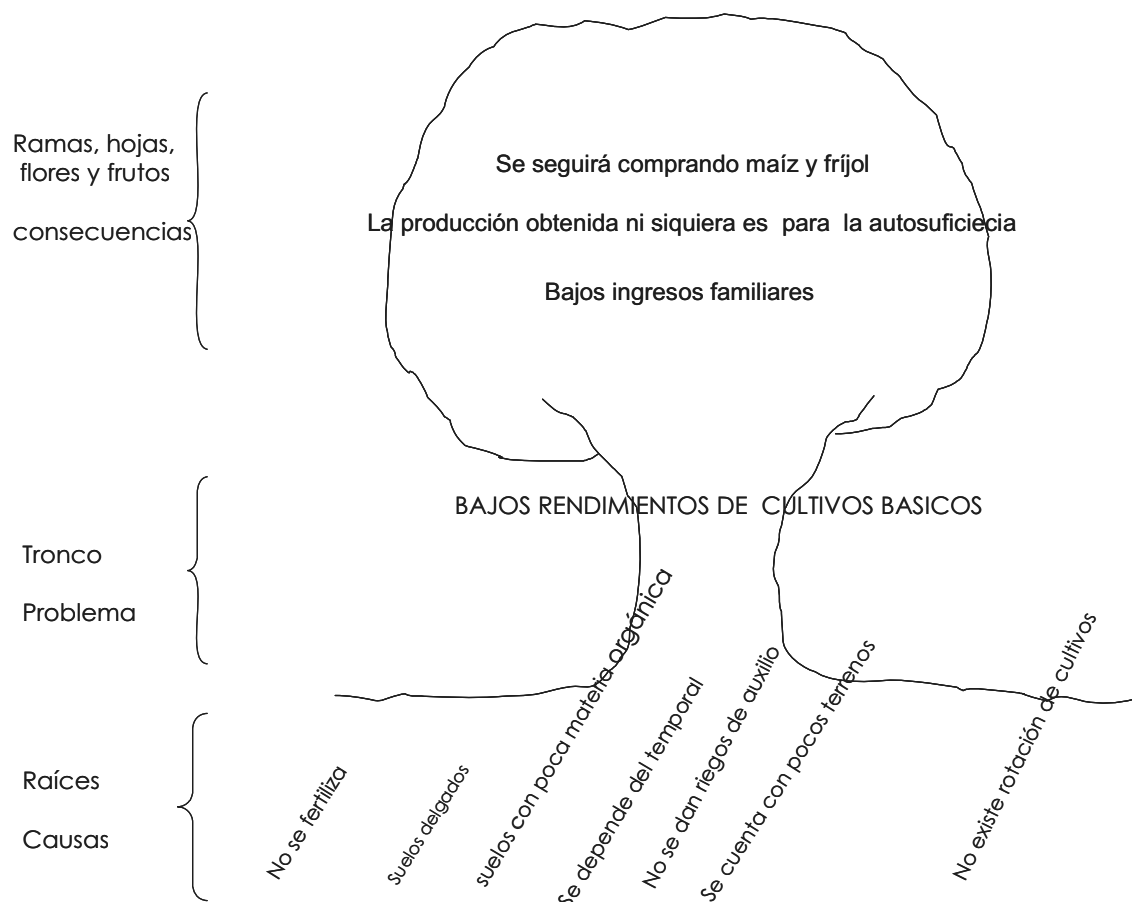 Ramas, hojas,
flores y frutos
consecuencias
Se seguirá comprando maíz y fríjol
La producción obtenida ni siquiera es para la autosuficiecia
Bajos ingresos familiares
BAJOS RENDIMIENTOS DE CULTIVOS BASICOS
Tronco
Problema
Raíces
Causas
No se fertiliza
Suelos delgados
suelos con poca materia orgánica
Se depende del temporal
No se dan riegos de auxilio
Se cuenta con pocos terrenos
No existe rotación de cultivos